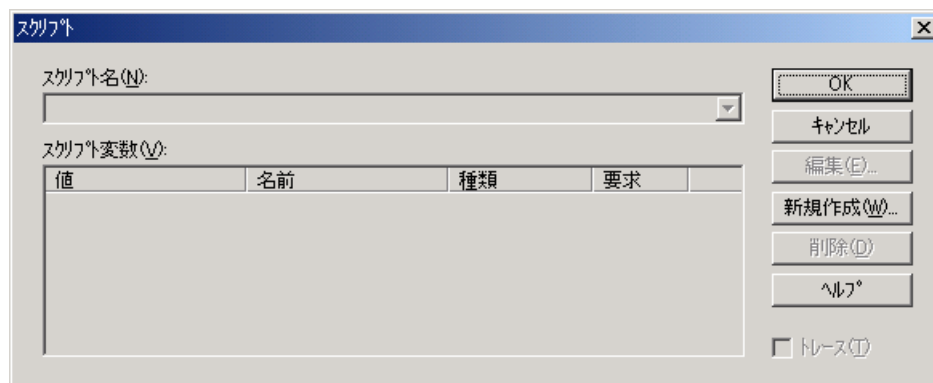 スクリプト
スクリプト名(N):
スクリプト変数(V):
値 名前 種類 要求
OK
キャンセル
編集(E)...
新規作成(W)...
削除(D)
ヘルプ
トレース(T)